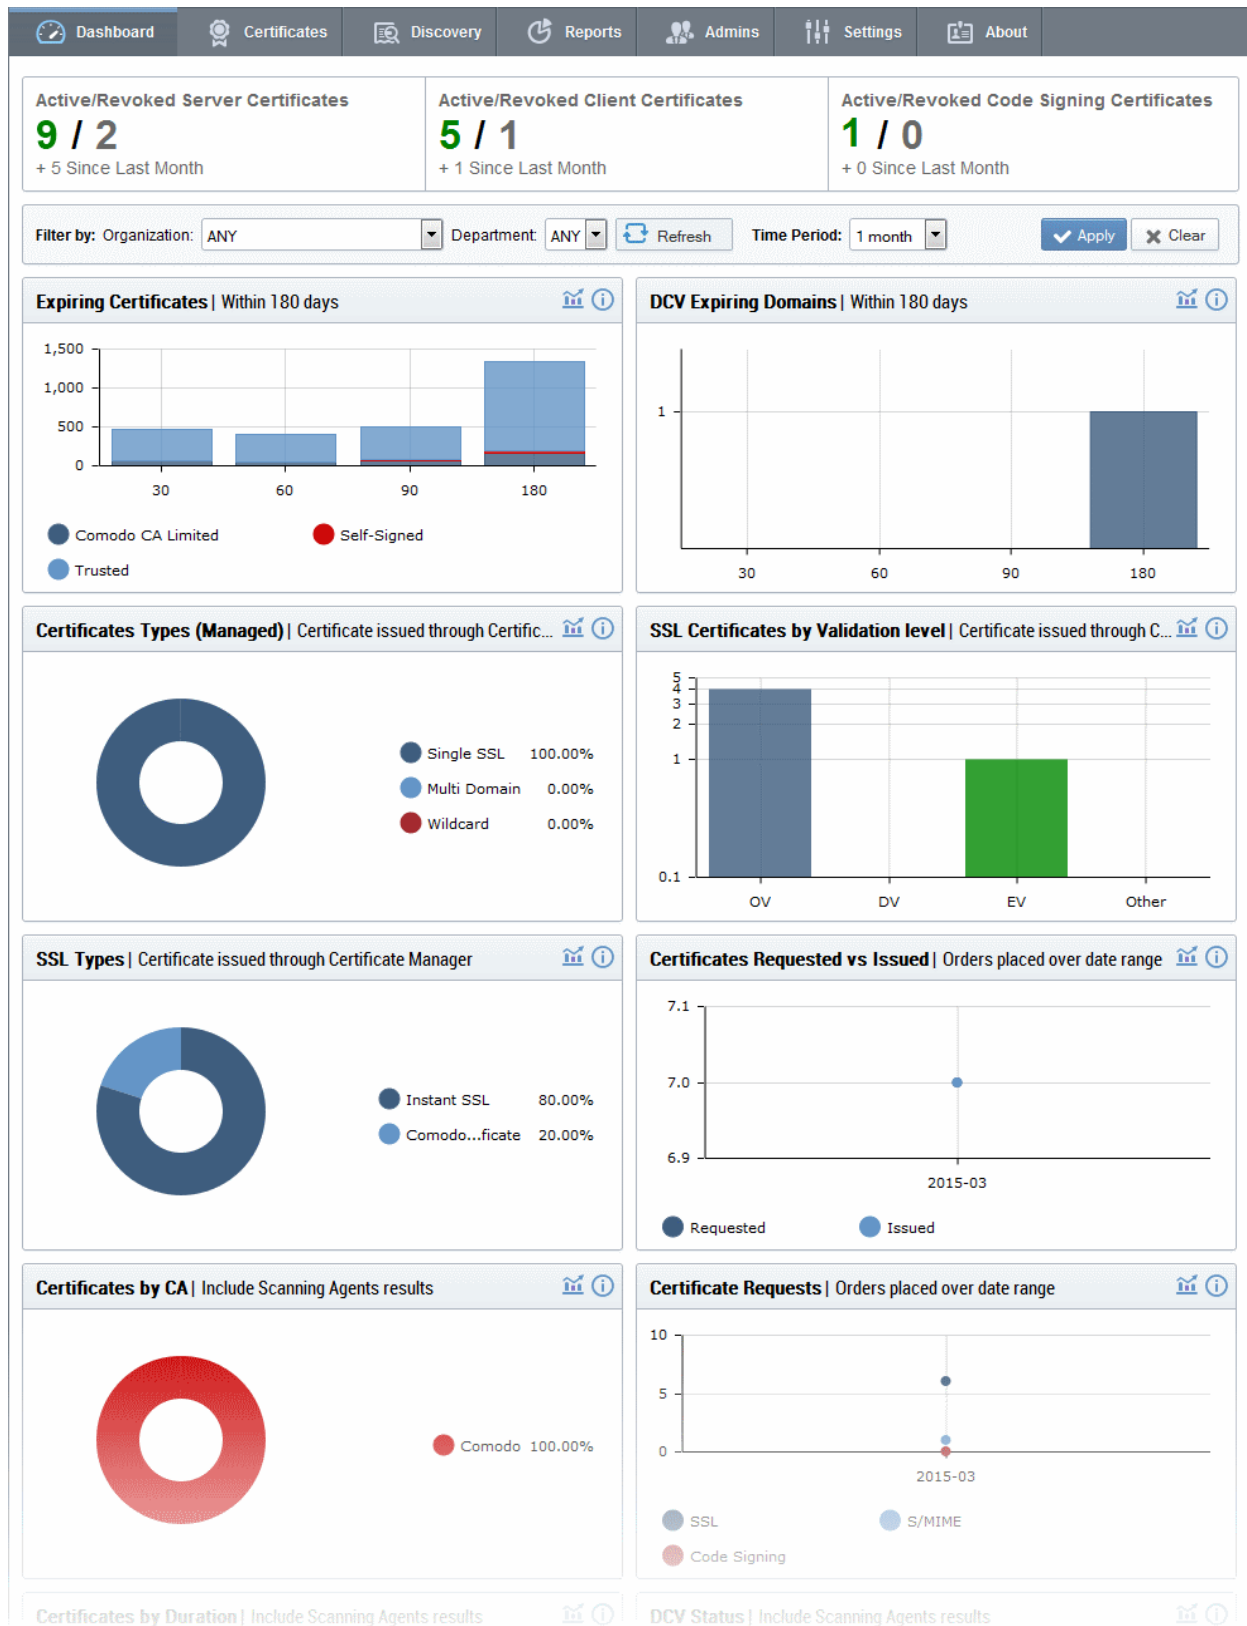 Dashboard Certificates Discovery Reports Admins Settings About
Active/Revoked Server Certificates
9 / 2
+ 5 Since Last Month
Active/Revoked Client Certificates
5 / 1
+ 1 Since Last Month
Active/Revoked Code Signing Certificates
1 / 0
+ 0 Since Last Month
Filter by: Organization: ANY Department: ANY Refresh Time Period: 1 month Apply Clear
Expiring Certificates | Within 180 days
1,500
1,000
500
0
30 60 90 180
Comodo CA Limited Self-Signed
Trusted
DCV Expiring Domains | Within 180 days
1
30 60 90 180
Certificates Types (Managed) | Certificate issued through Certific...
Single SSL 100.00%
Multi Domain 0.00%
Wildcard 0.00%
SSL Certificates by Validation level | Certificate issued through C...
5
4
3
2
1
0.1
OV DV EV Other
SSL Types | Certificate issued through Certificate Manager
Instant SSL 80.00%
Comodo...ficate 20.00%
Certificates Requested vs Issued | Orders placed over date range
7.1
7.0
6.9
2015-03
Requested Issued
Certificates by CA | Include Scanning Agents results
Comodo 100.00%
Certificate Requests | Orders placed over date range
10
5
0
2015-03
SSL S/MIME
Code Signing
Certificates by Duration | Include Scanning Agents results
DCV Status | Include Scanning Agents results